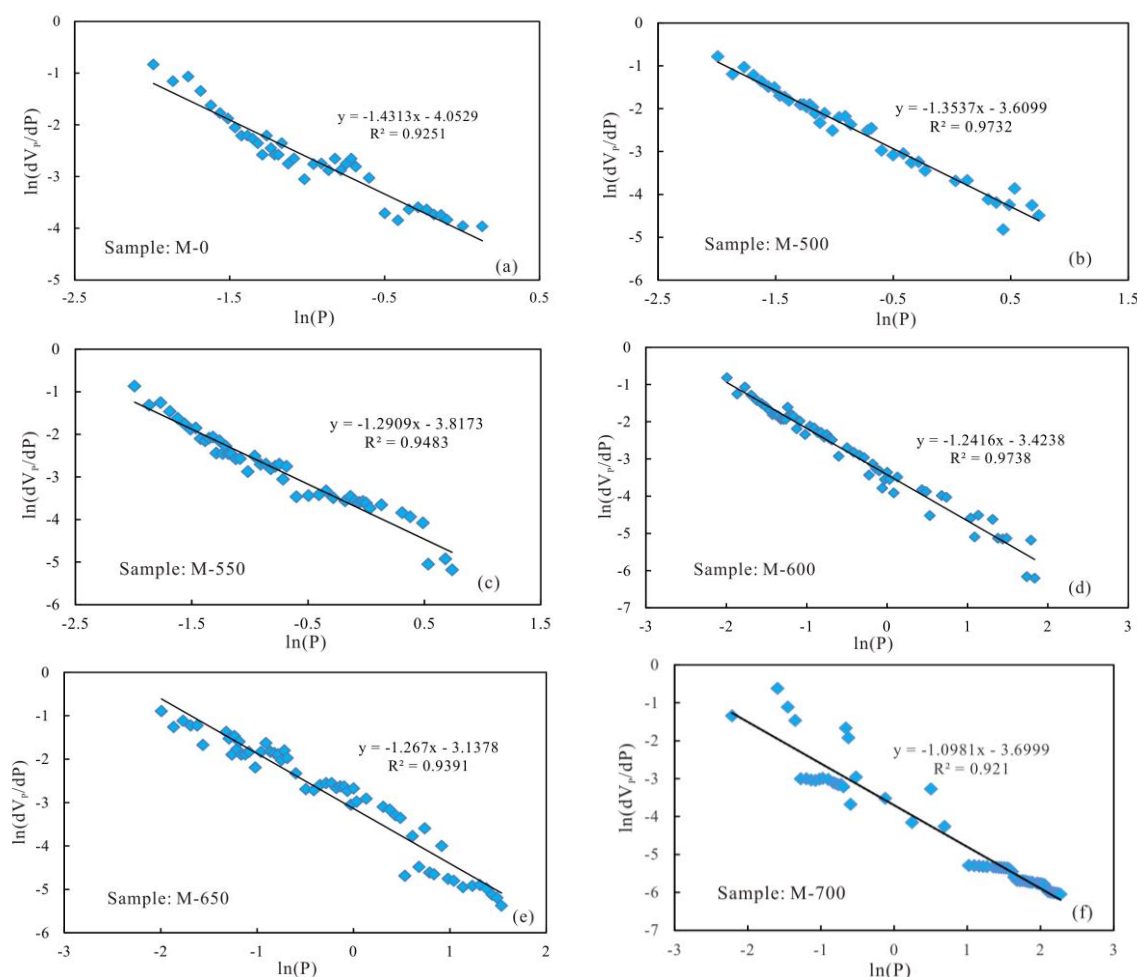 0
-1
-2
-3
-4
-5
ln(dVₚ/dP)
y = -1.4313x - 4.0529
R² = 0.9251
Sample: M-0
(a)
-2.5 -1.5 -0.5 0.5
ln(P)
0
-1
-2
-3
-4
-5
-6
ln(dVₚ/dP)
y = -1.3537x - 3.6099
R² = 0.9732
Sample: M-500
(b)
-2.5 -1.5 -0.5 0.5 1.5
ln(P)
0
-1
-2
-3
-4
-5
-6
ln(dVₚ/dP)
y = -1.2909x - 3.8173
R² = 0.9483
Sample: M-550
(c)
-2.5 -1.5 -0.5 0.5 1.5
ln(P)
0
-1
-2
-3
-4
-5
-6
-7
ln(dVₚ/dP)
y = -1.2416x - 3.4238
R² = 0.9738
Sample: M-600
(d)
-3 -2 -1 0 1 2 3
ln(P)
0
-1
-2
-3
-4
-5
-6
ln(dVₚ/dP)
y = -1.267x - 3.1378
R² = 0.9391
Sample: M-650
(e)
-3 -2 -1 0 1 2
ln(P)
0
-1
-2
-3
-4
-5
-6
-7
ln(dVₚ/dP)
y = -1.0981x - 3.6999
R² = 0.921
Sample: M-700
(f)
-3 -2 -1 0 1 2 3
ln(P)